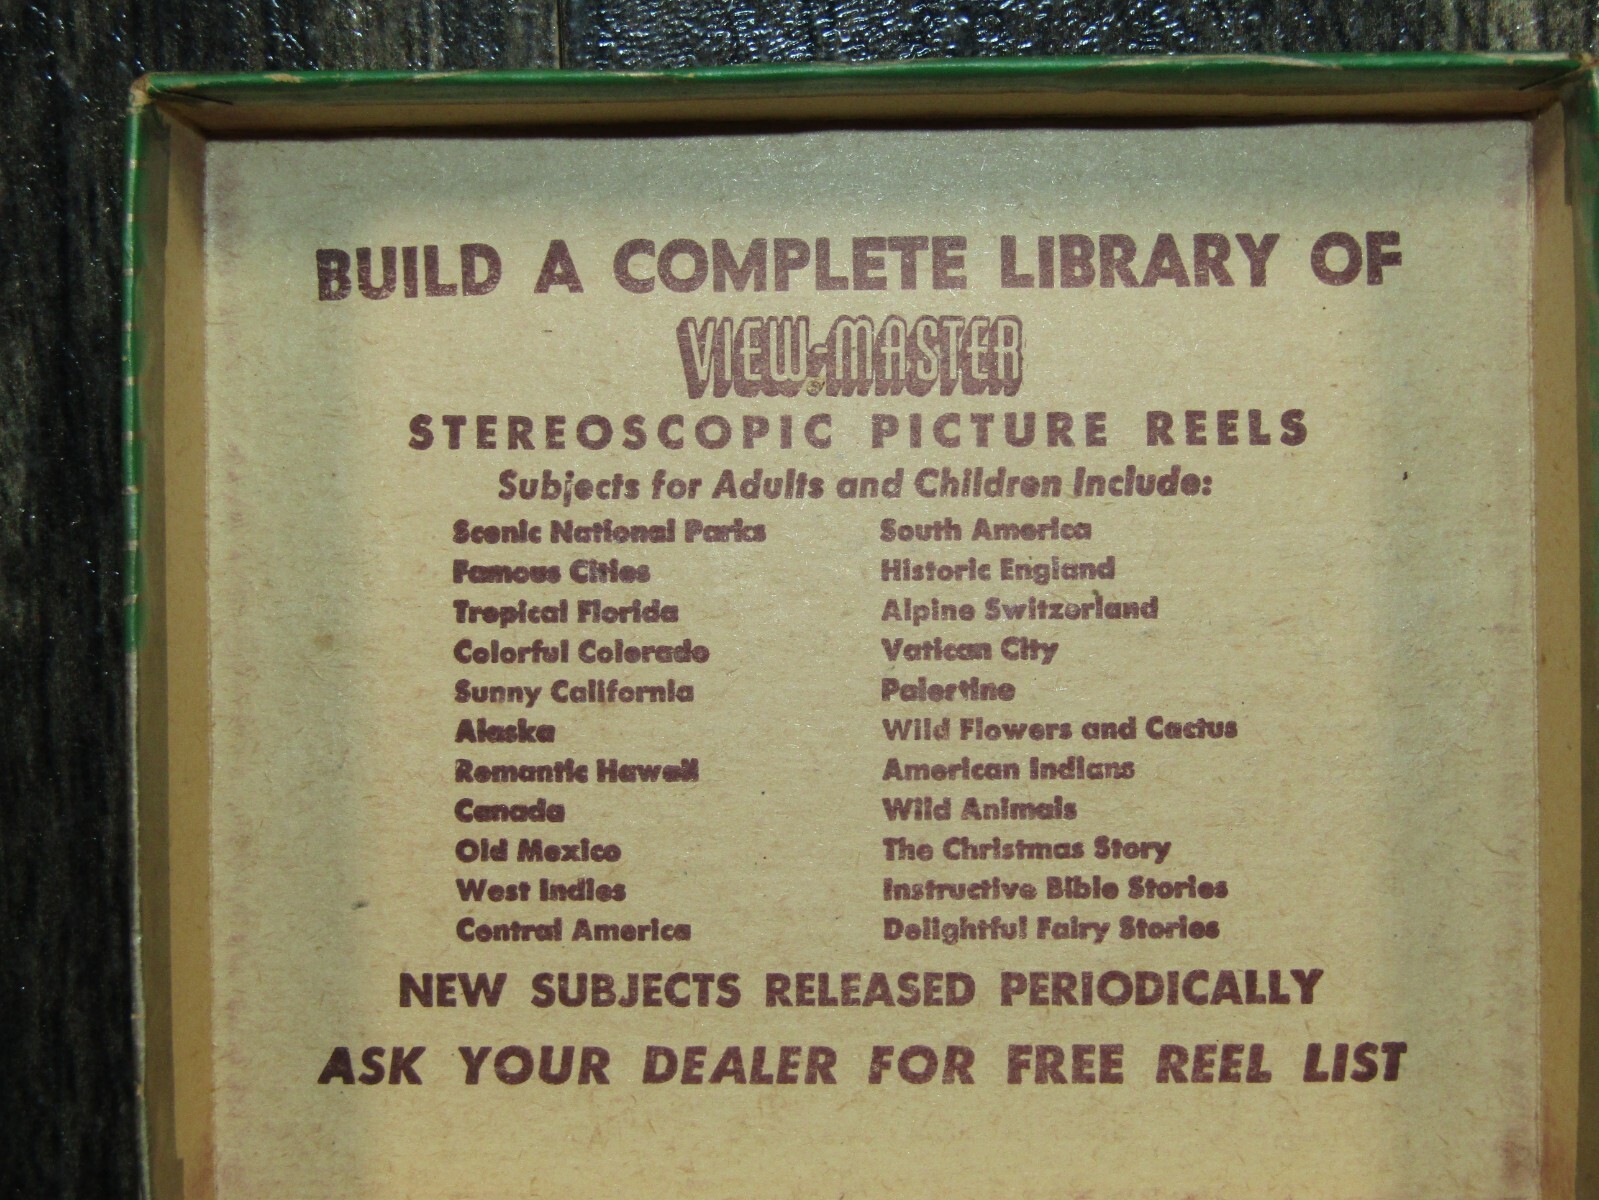 BUILD A COMPLETE LIBRARY OF
VIEW-MASTER
STEREOSCOPIC PICTURE REELS
Subjects for Adults and Children Include:
Scenic National Parks
Famous Cities
Tropical Florida
Colorful Colorado
Sunny California
Alaska
Romantic Hawaii
Canada
Old Mexico
West Indies
Central America
South America
Historic England
Alpine Switzerland
Vatican City
Palestine
Wild Flowers and Cactus
American Indians
Wild Animals
The Christmas Story
Instructive Bible Stories
Delightful Fairy Stories
NEW SUBJECTS RELEASED PERIODICALLY
ASK YOUR DEALER FOR FREE REEL LIST